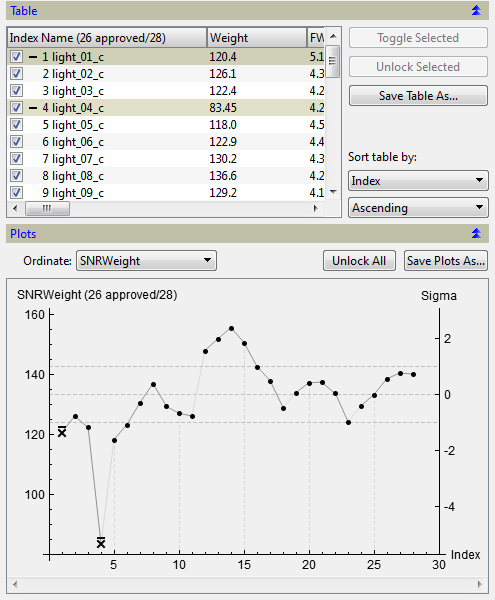 Table
Index Name (26 approved/28) Weight FW
1 light_01_c 120.4 5.1
2 light_02_c 126.1 4.3
3 light_03_c 122.4 4.2
4 light_04_c 83.45 4.2
5 light_05_c 118.0 4.5
6 light_06_c 122.9 4.4
7 light_07_c 130.2 4.3
8 light_08_c 136.6 4.2
9 light_09_c 129.2 4.1
Toggle Selected
Unlock Selected
Save Table As...
Sort table by:
Index
Ascending
Plots
Ordinate: SNRWeight Unlock All Save Plots As...
SNRWeight (26 approved/28) Sigma
160
2
140
0
120
-2
100
-4
Index
5 10 15 20 25 30